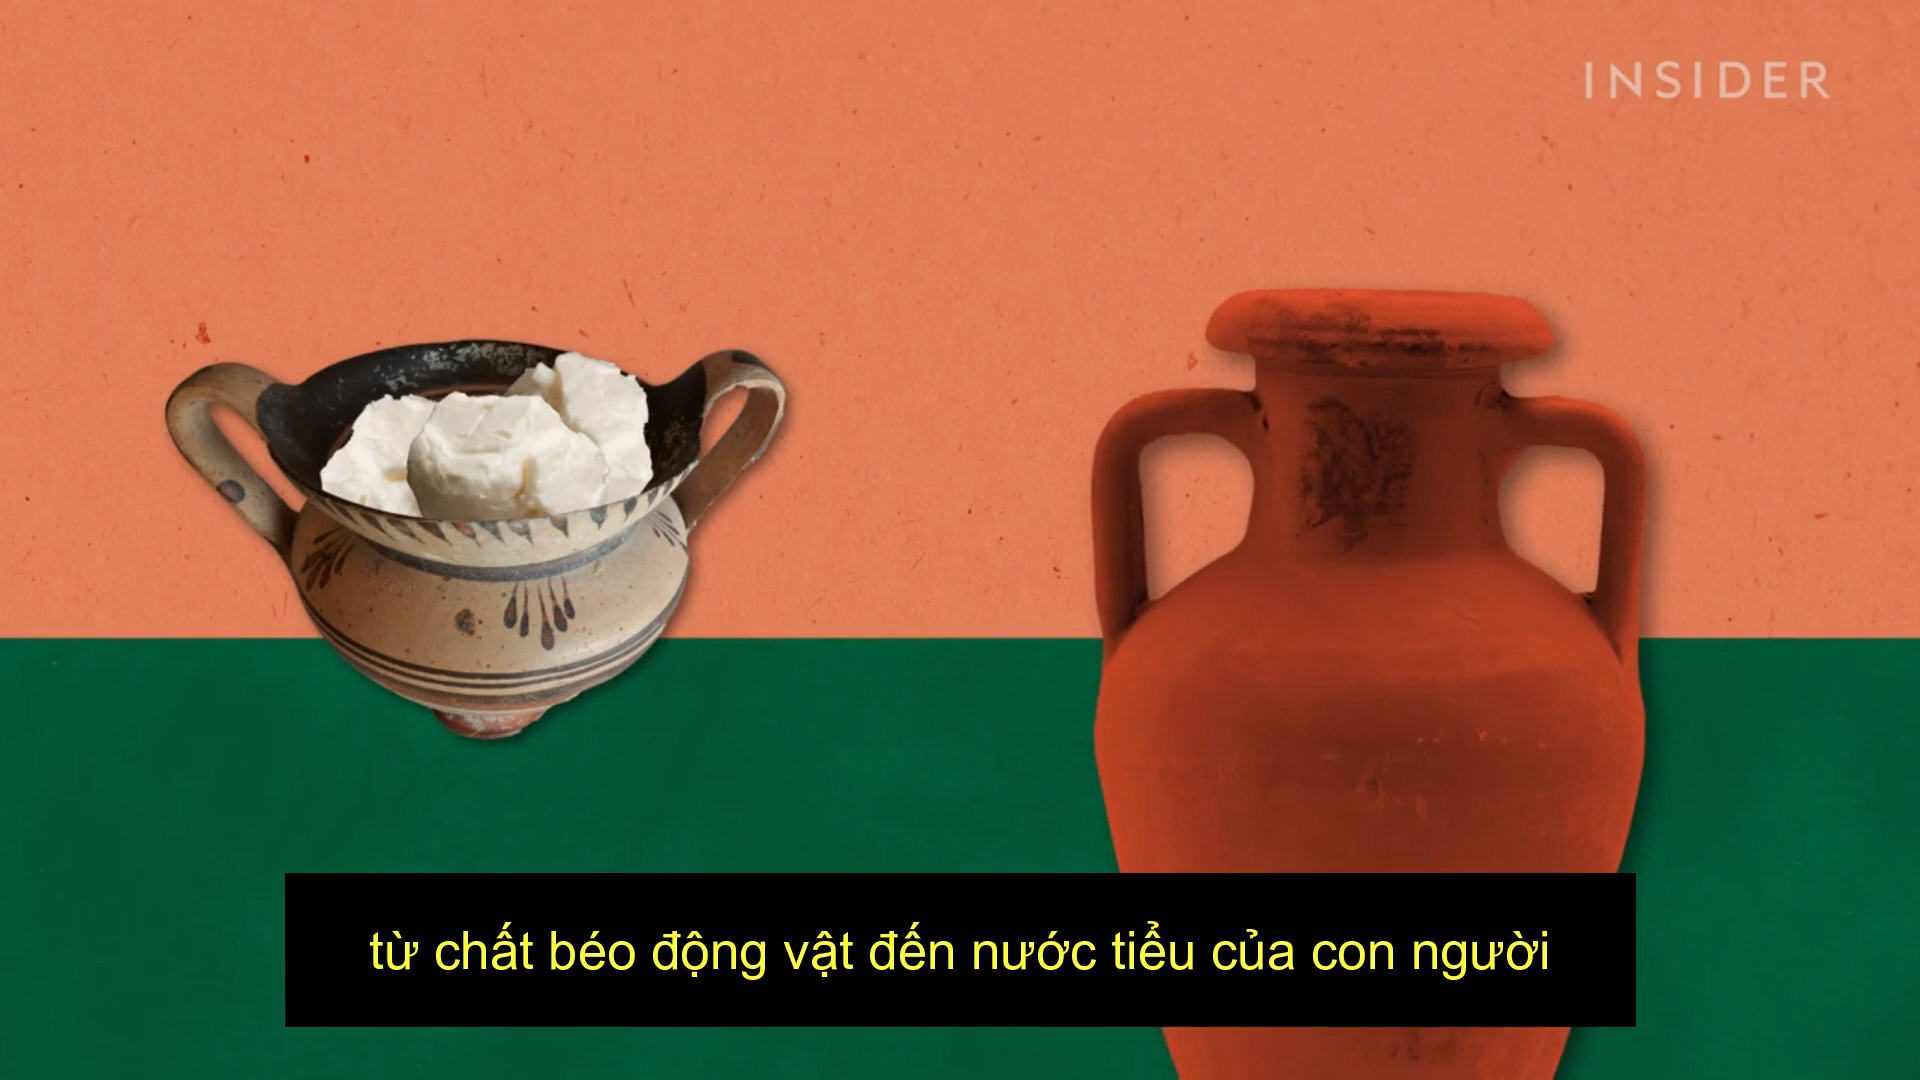 INSIDER
từ chất béo động vật đến nước tiểu của con người